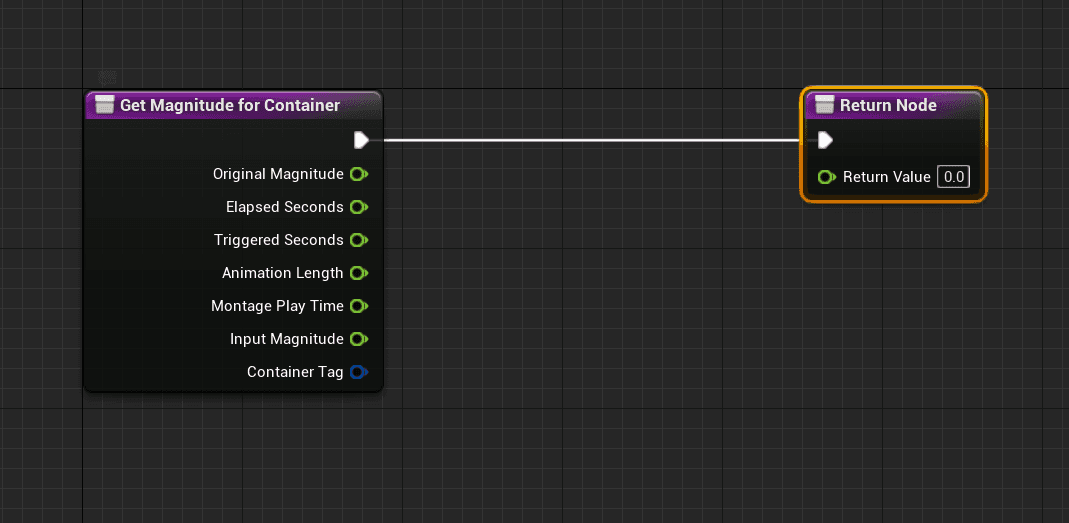 Get Magnitude for Container
Original Magnitude
Elapsed Seconds
Triggered Seconds
Animation Length
Montage Play Time
Input Magnitude
Container Tag
Return Node
Return Value 0.0